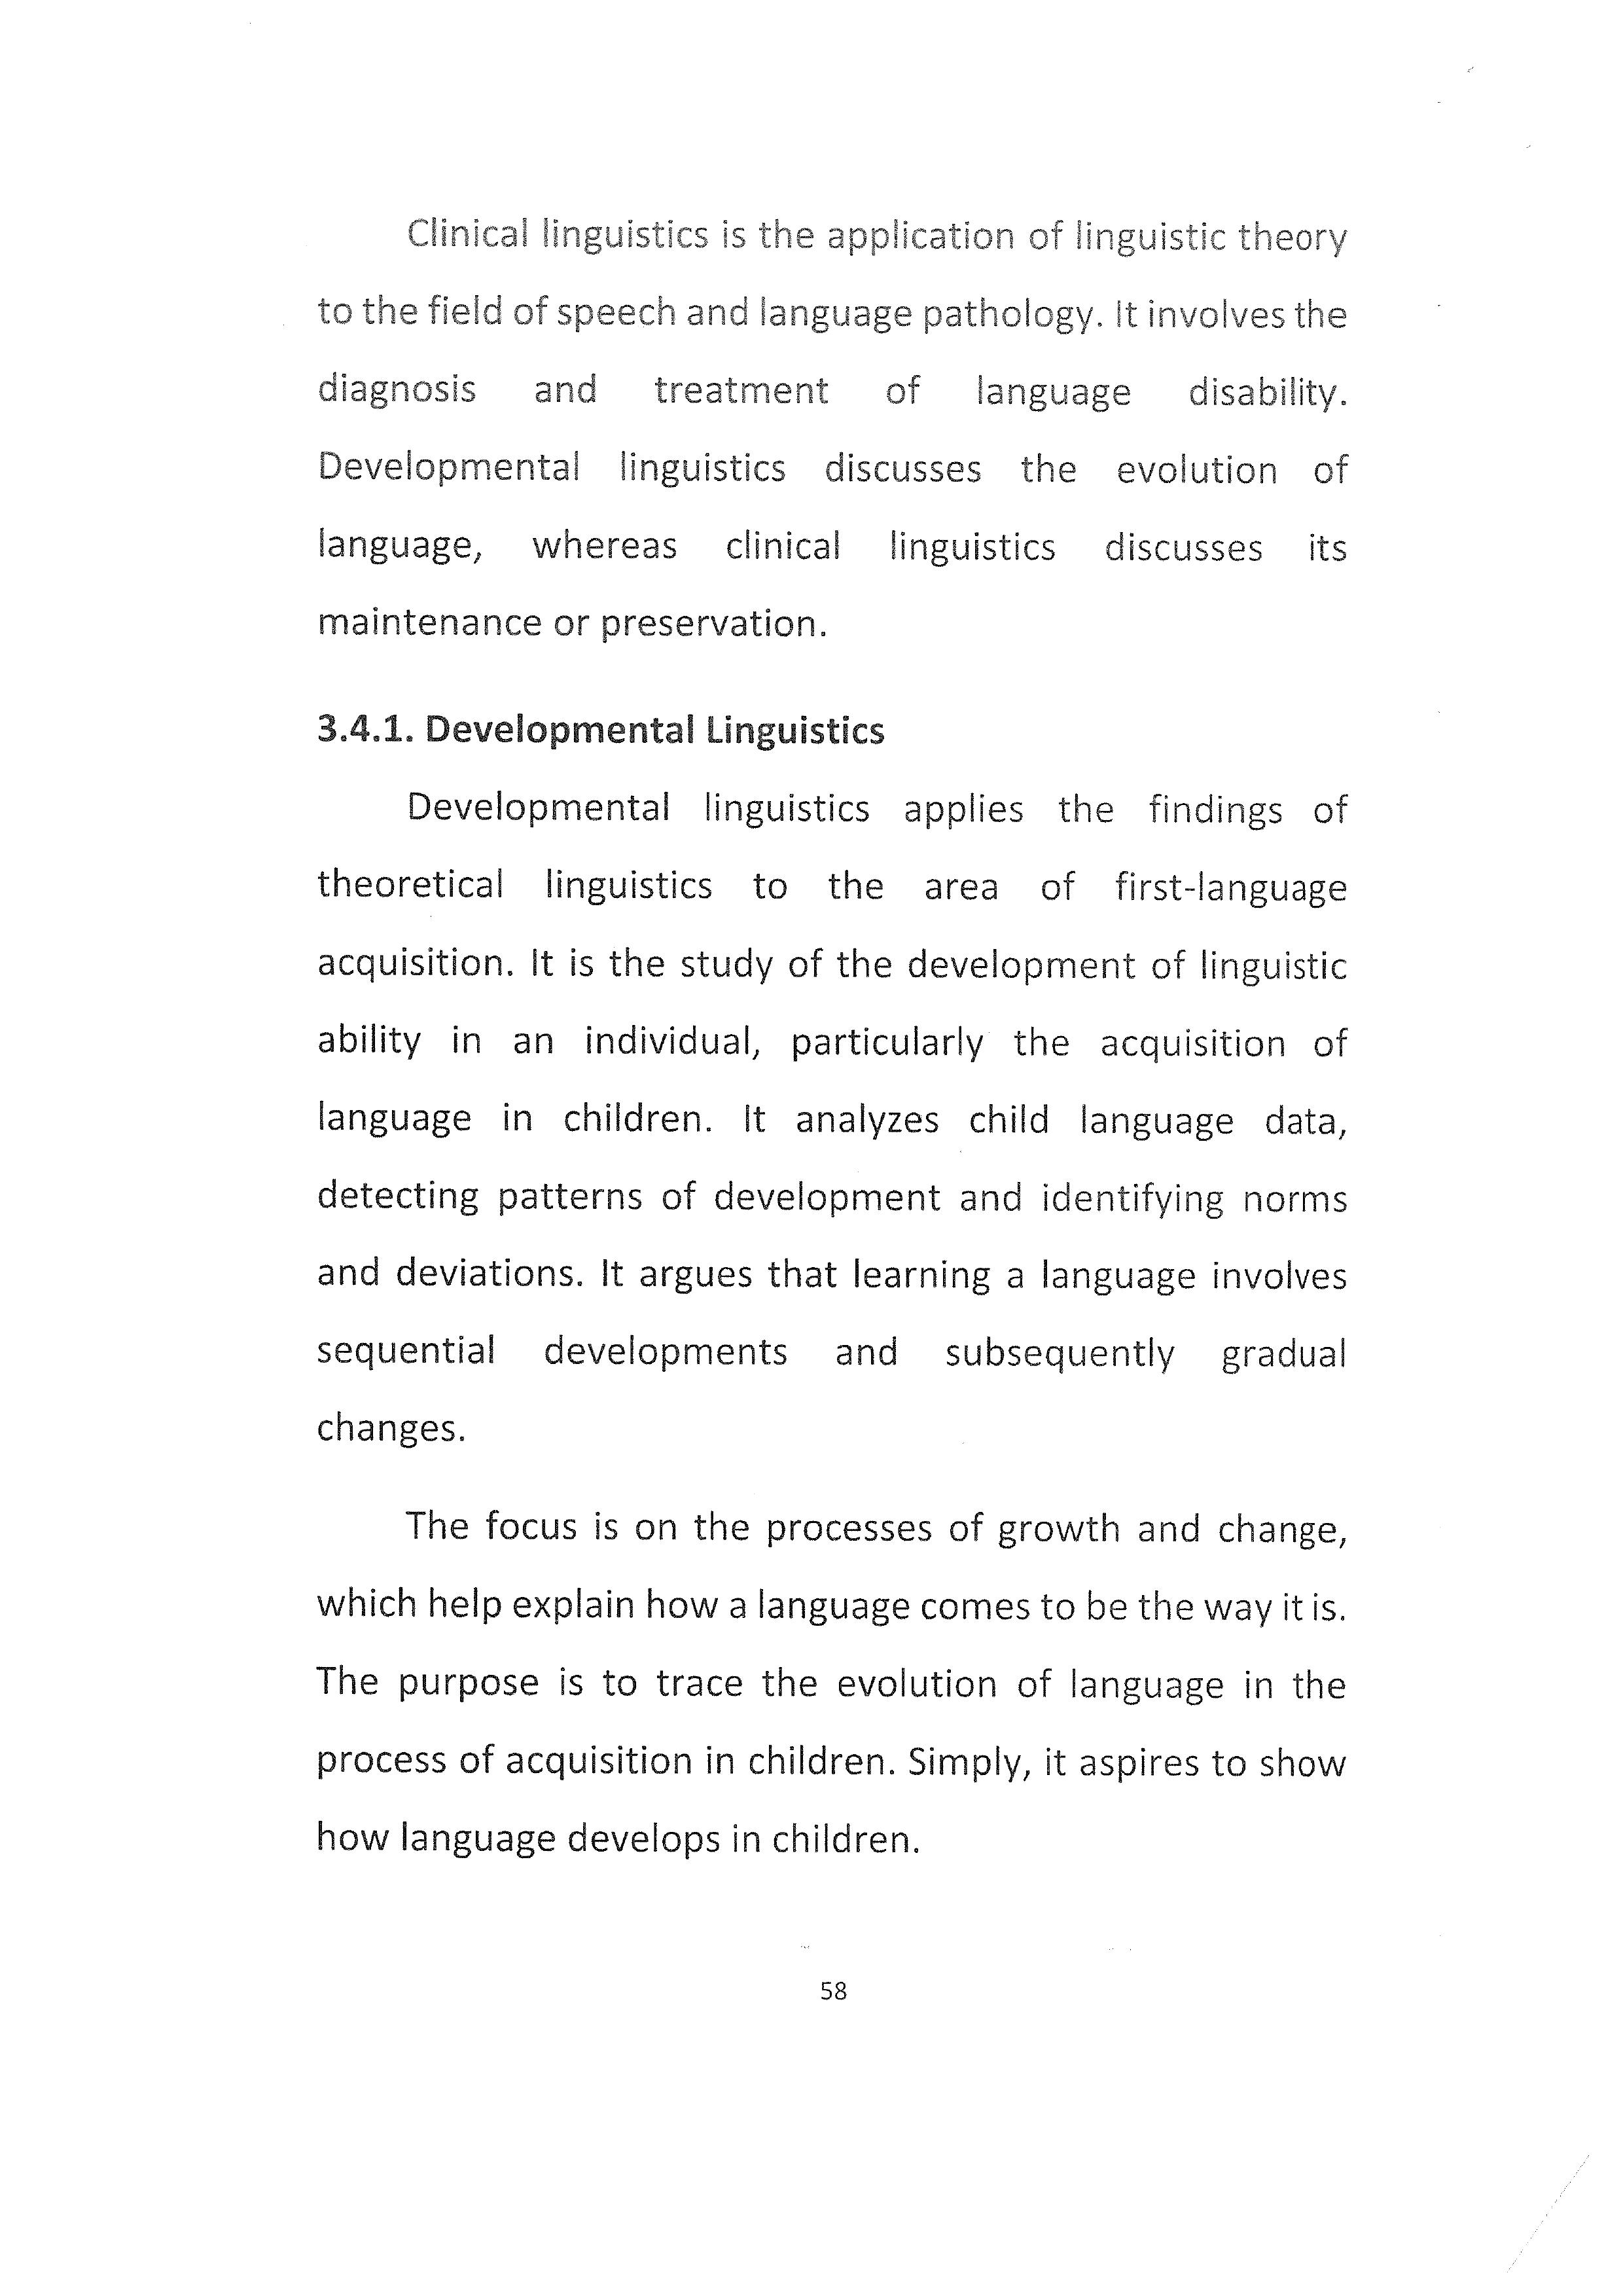 Clinical linguistics is the application of linguistic theory
to the field of speech and language pathology. It involves the
diagnosis and treatment of language disability.
Developmental linguistics discusses the evolution of
language, whereas clinical linguistics discusses its
maintenance or preservation.
3.4.1. Developmental Linguistics
Developmental linguistics applies the findings of
theoretical linguistics to the area of first-language
acquisition. It is the study of the development of linguistic
ability in an individual, particularly the acquisition of
language in children. It analyzes child language data,
detecting patterns of development and identifying norms
and deviations. It argues that learning a language involves
sequential developments and subsequently gradual
changes.
The focus is on the processes of growth and change,
which help explain how a language comes to be the way it is.
The purpose is to trace the evolution of language in the
process of acquisition in children. Simply, it aspires to show
how language develops in children.
58